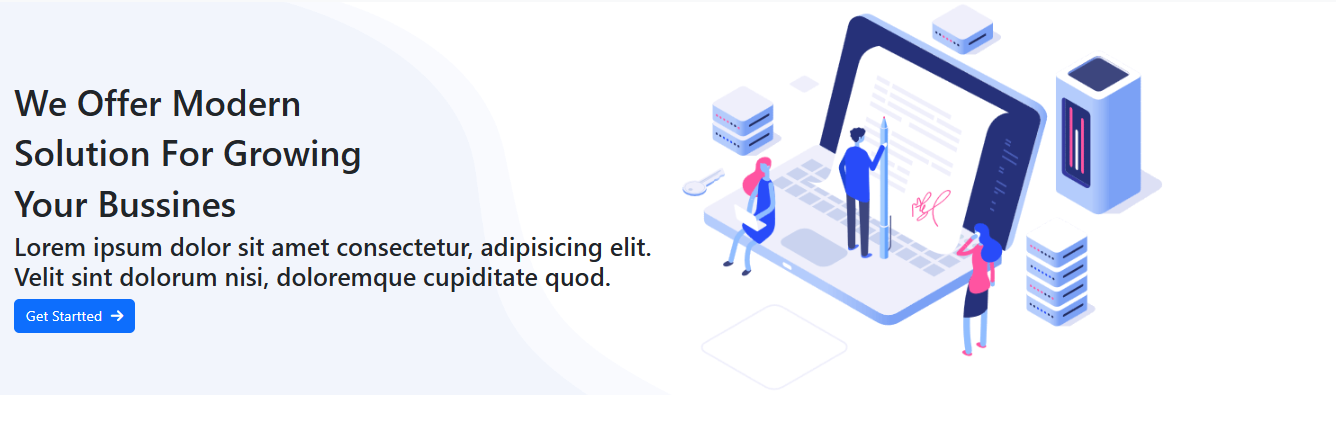 We Offer Modern
Solution For Growing
Your Bussines
Lorem ipsum dolor sit amet consectetur, adipisicing elit.
Velit sint dolorum nisi, doloremque cupiditate quod.
Get Startted